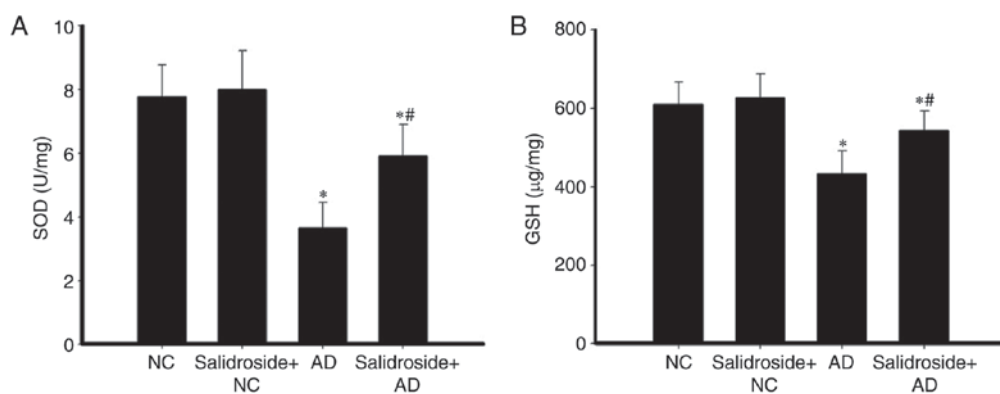 A
SOD (U/mg)
10
8
6
4
2
0
*
*#
NC
Salidroside+
NC
AD
Salidroside+
AD
B
GSH (μg/mg)
800
600
400
200
0
*
*#
NC
Salidroside+
NC
AD
Salidroside+
AD